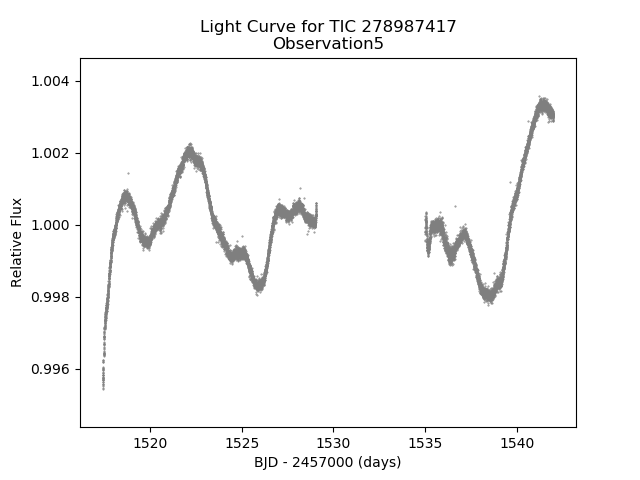 Light Curve for TIC 278987417
Observation5
1.004
1.002
1.000
0.998
0.996
Relative Flux
1520
1525
1530
1535
1540
BJD - 2457000 (days)